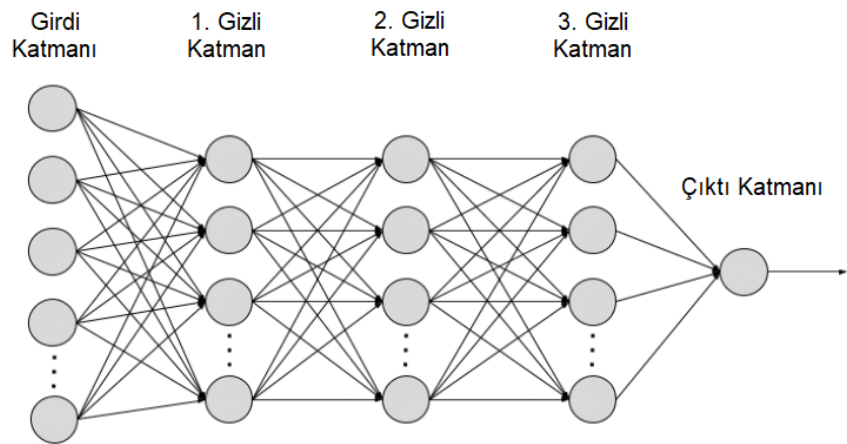 Girdi
Katmanı
1. Gizli
Katman
2. Gizli
Katman
3. Gizli
Katman
Çıktı Katmanı